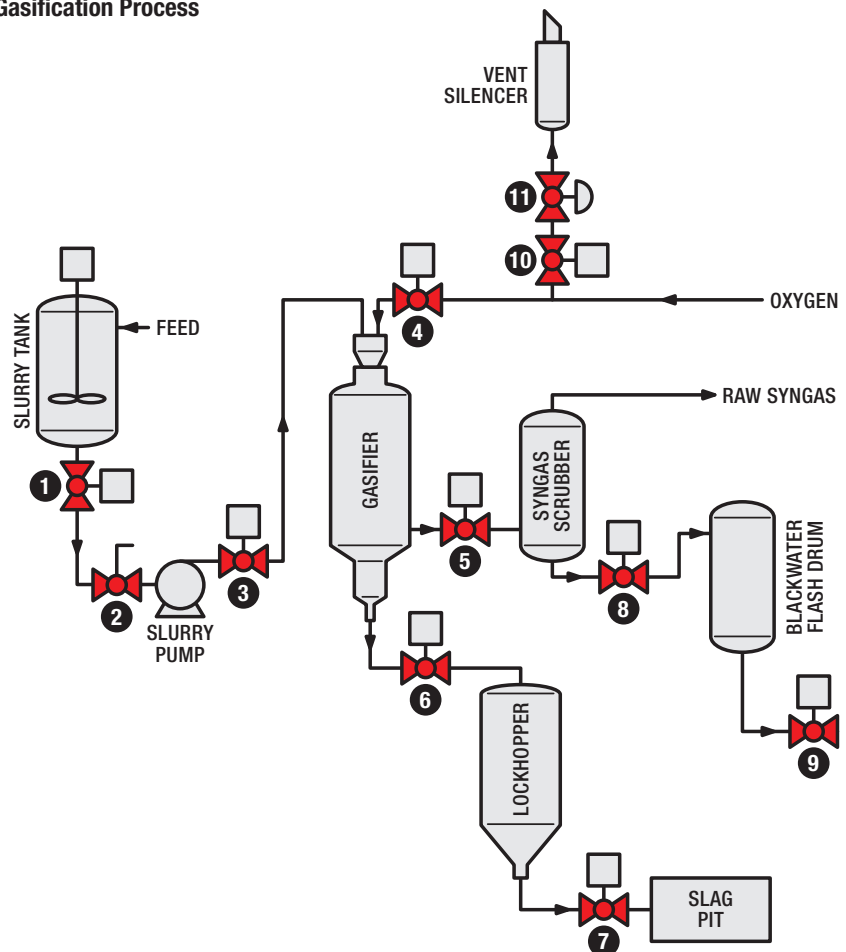 Gasification Process
VENT
SILENCER
11
10
OXYGEN
4
FEED
SLURRY TANK
RAW SYNGAS
GASIFIER
SYNGAS
SCRUBBER
1
5
2
3
SLURRY
PUMP
8
BLACKWATER
FLASH DRUM
6
LOCKHOPPER
9
7
SLAG
PIT